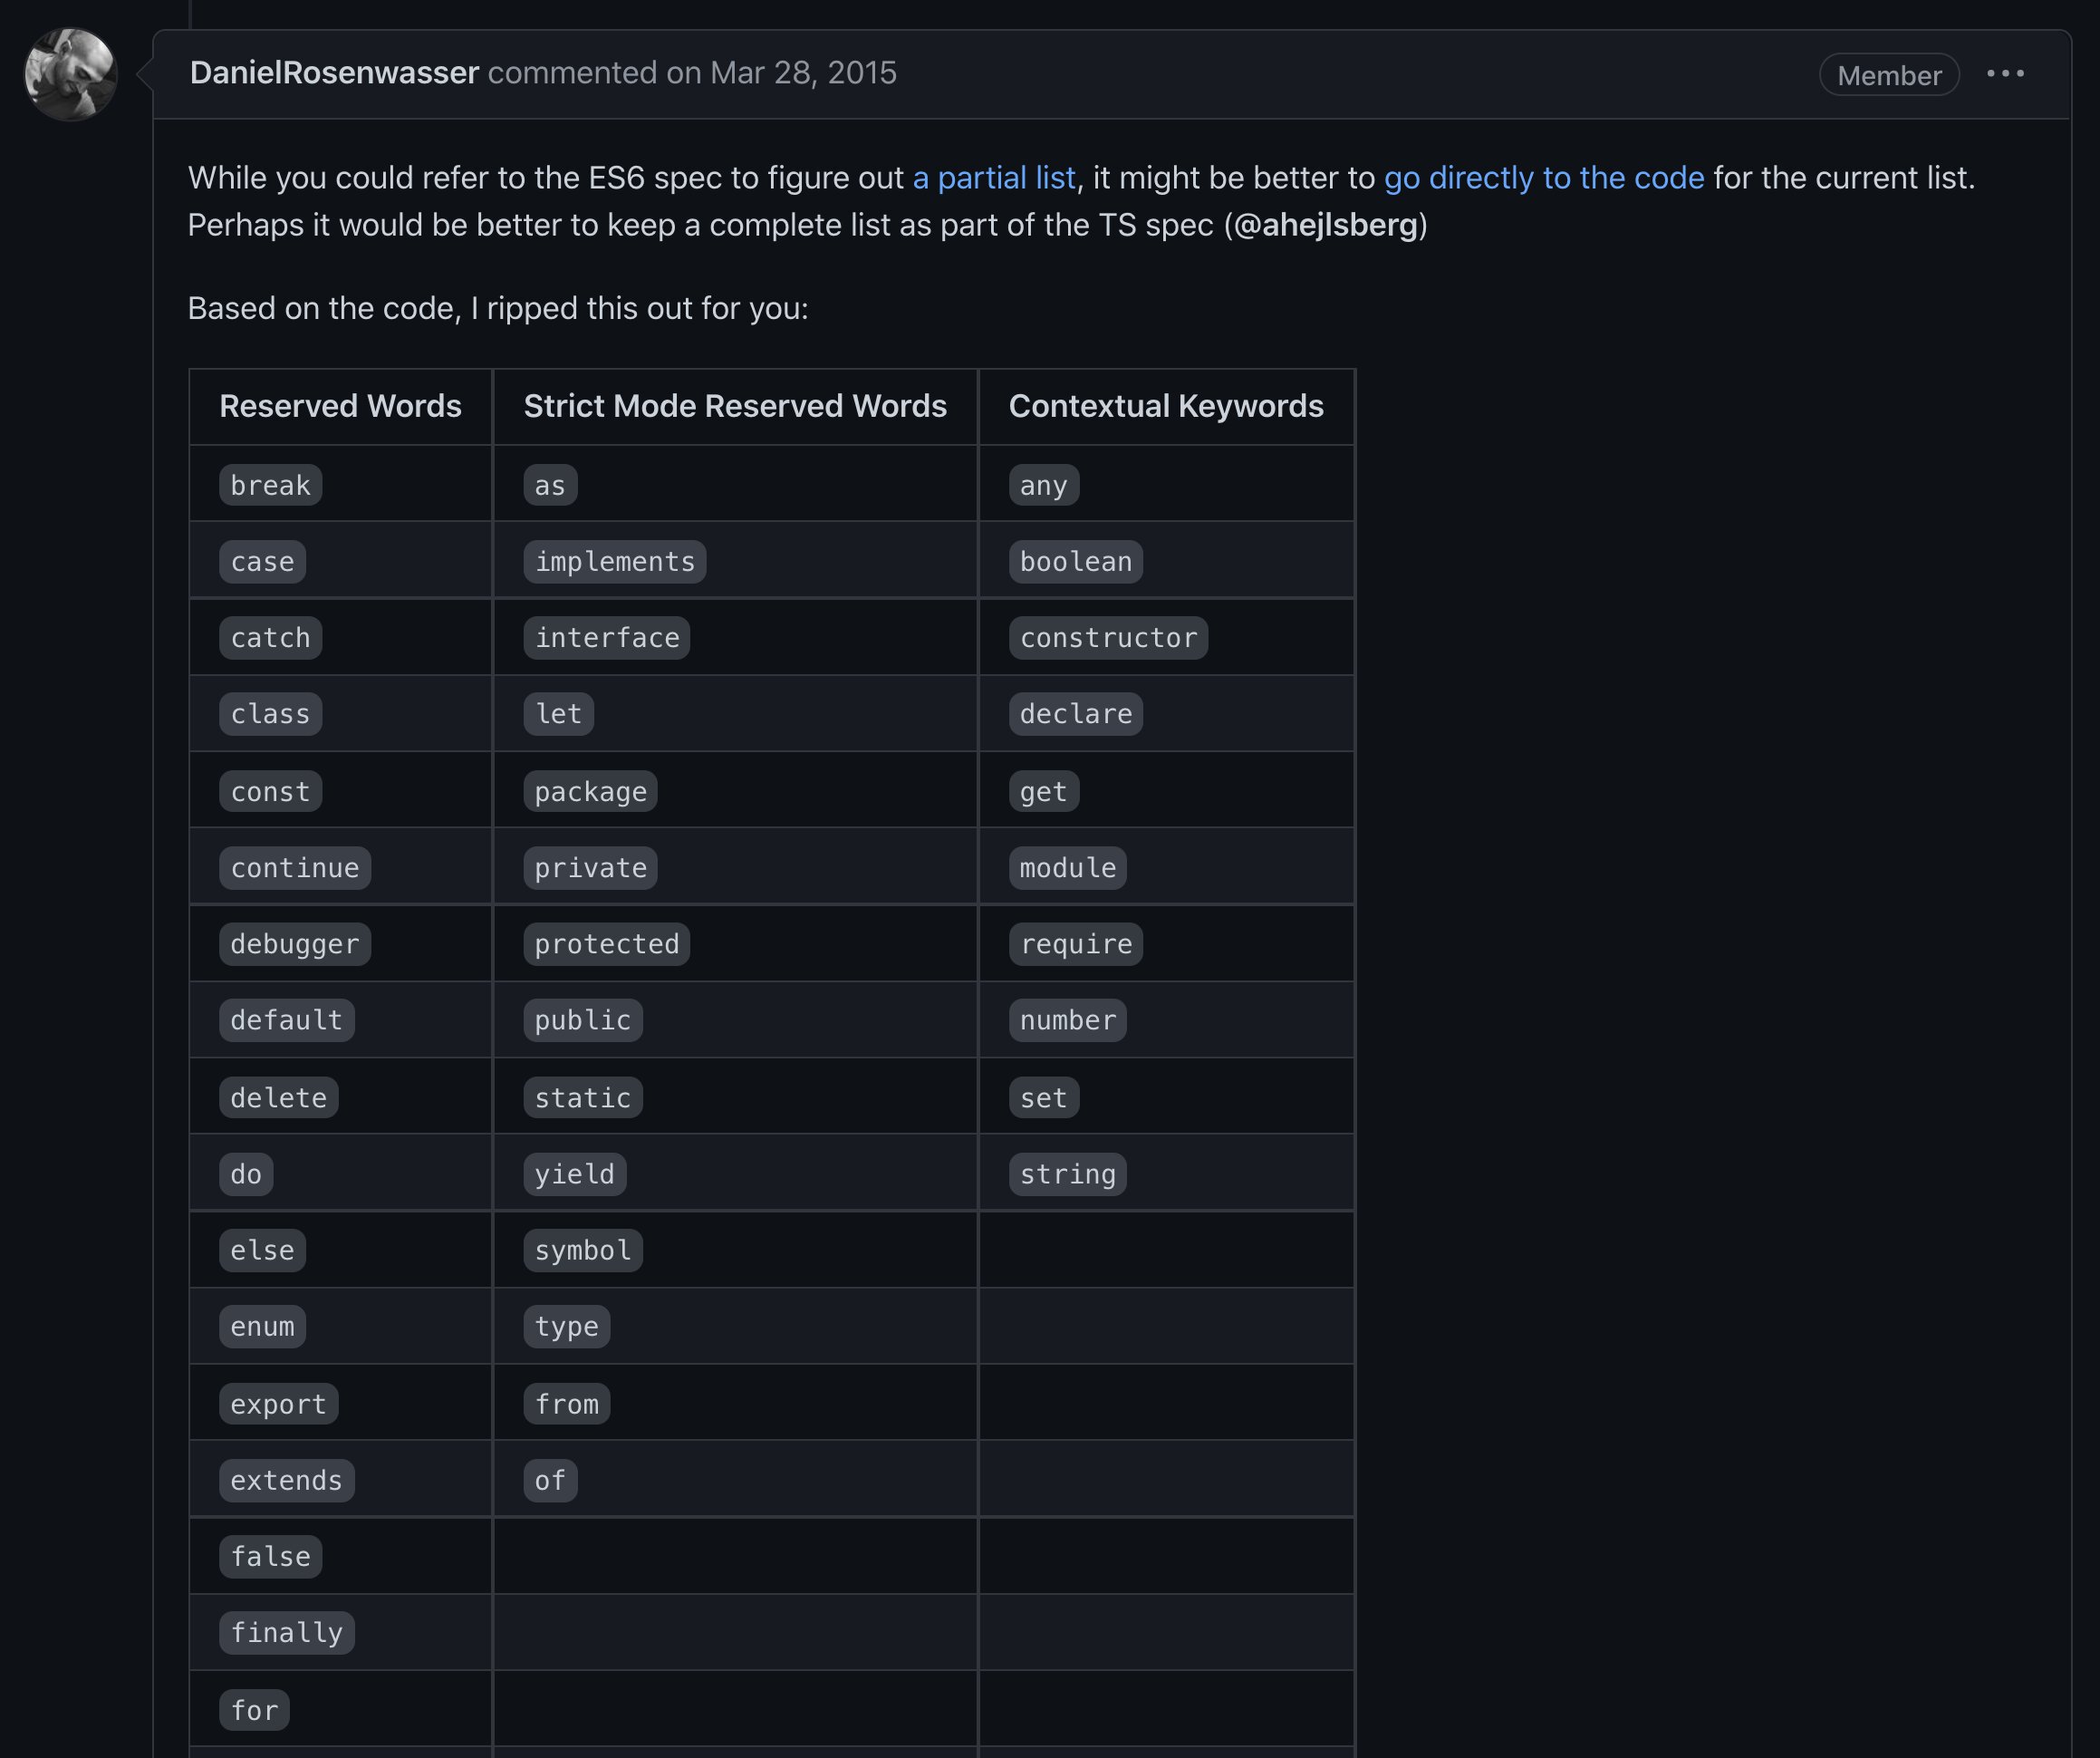 DanielRosenwasser commented on Mar 28, 2015 Member
While you could refer to the ES6 spec to figure out a partial list, it might be better to go directly to the code for the current list.
Perhaps it would be better to keep a complete list as part of the TS spec (@ahejlsberg)
Based on the code, I ripped this out for you:
Reserved Words Strict Mode Reserved Words Contextual Keywords
break as any
case implements boolean
catch interface constructor
class let declare
const package get
continue private module
debugger protected require
default public number
delete static set
do yield string
else symbol
enum type
export from
extends of
false
finally
for